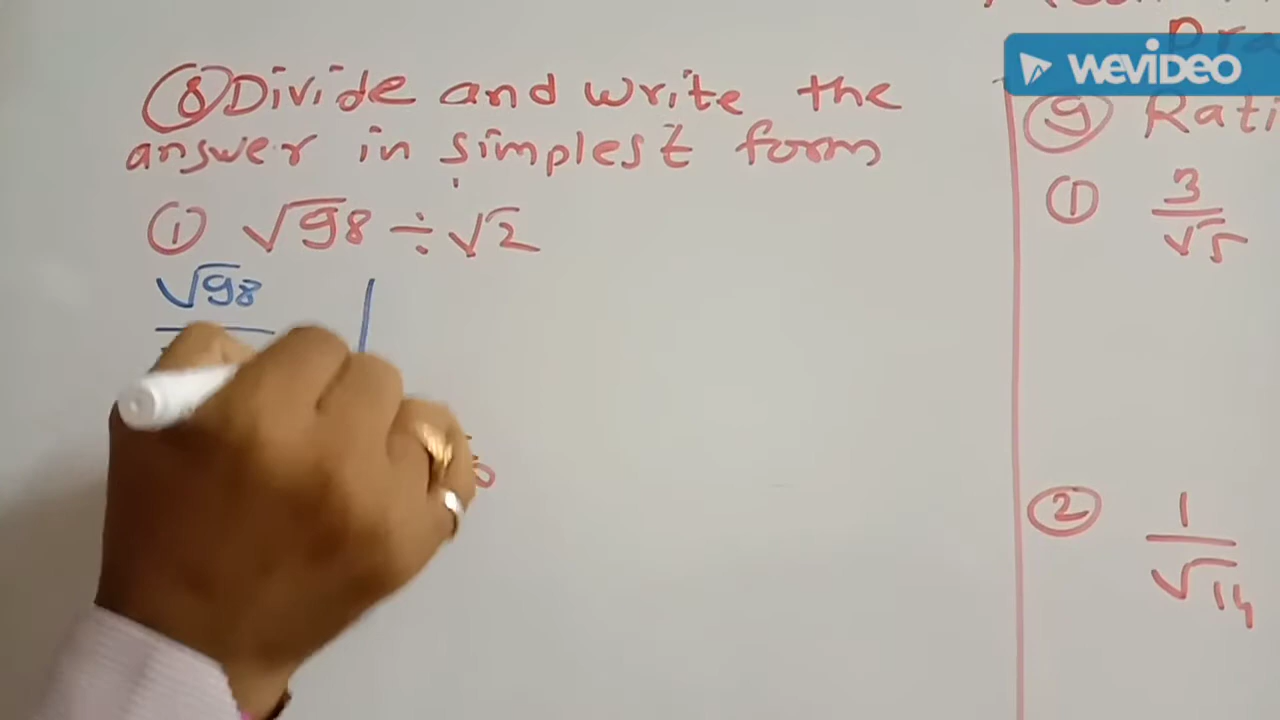 ⑧ Divide and write the
answer in simplest form
① √98 ÷ √2
√98
WEVIDEO
⑨ Rati
① 3
√5
② 1
√14